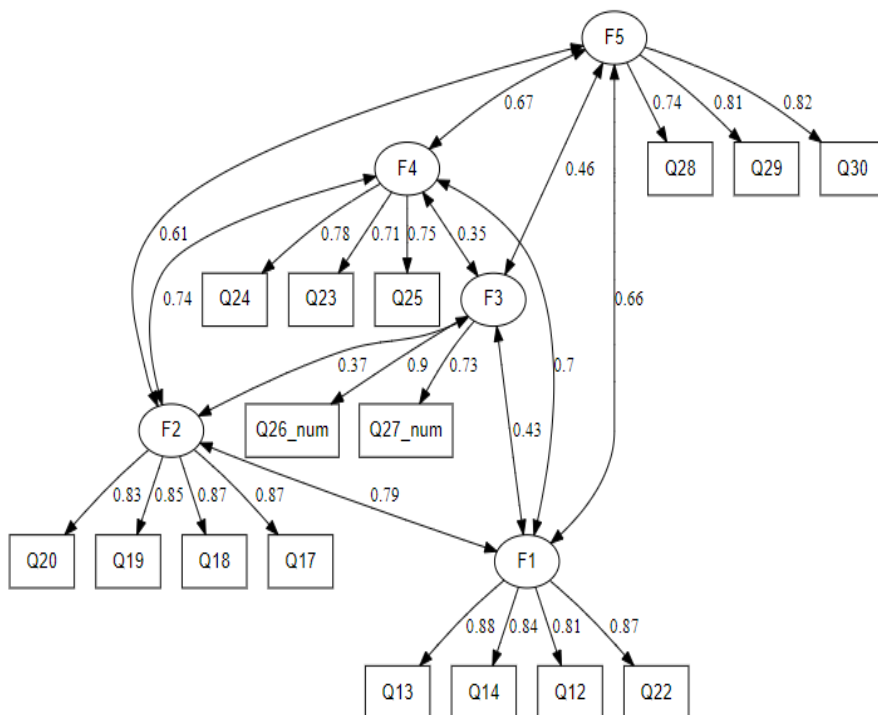 F5
0.67
0.74
0.81
0.82
F4
0.46
Q28
Q29
Q30
0.61
0.78
0.71
0.75
0.35
0.74
Q24
Q23
Q25
F3
0.66
0.37
0.9
0.73
0.7
F2
Q26_num
Q27_num
0.43
0.83
0.85
0.87
0.87
0.79
Q20
Q19
Q18
Q17
F1
0.88
0.84
0.81
0.87
Q13
Q14
Q12
Q22